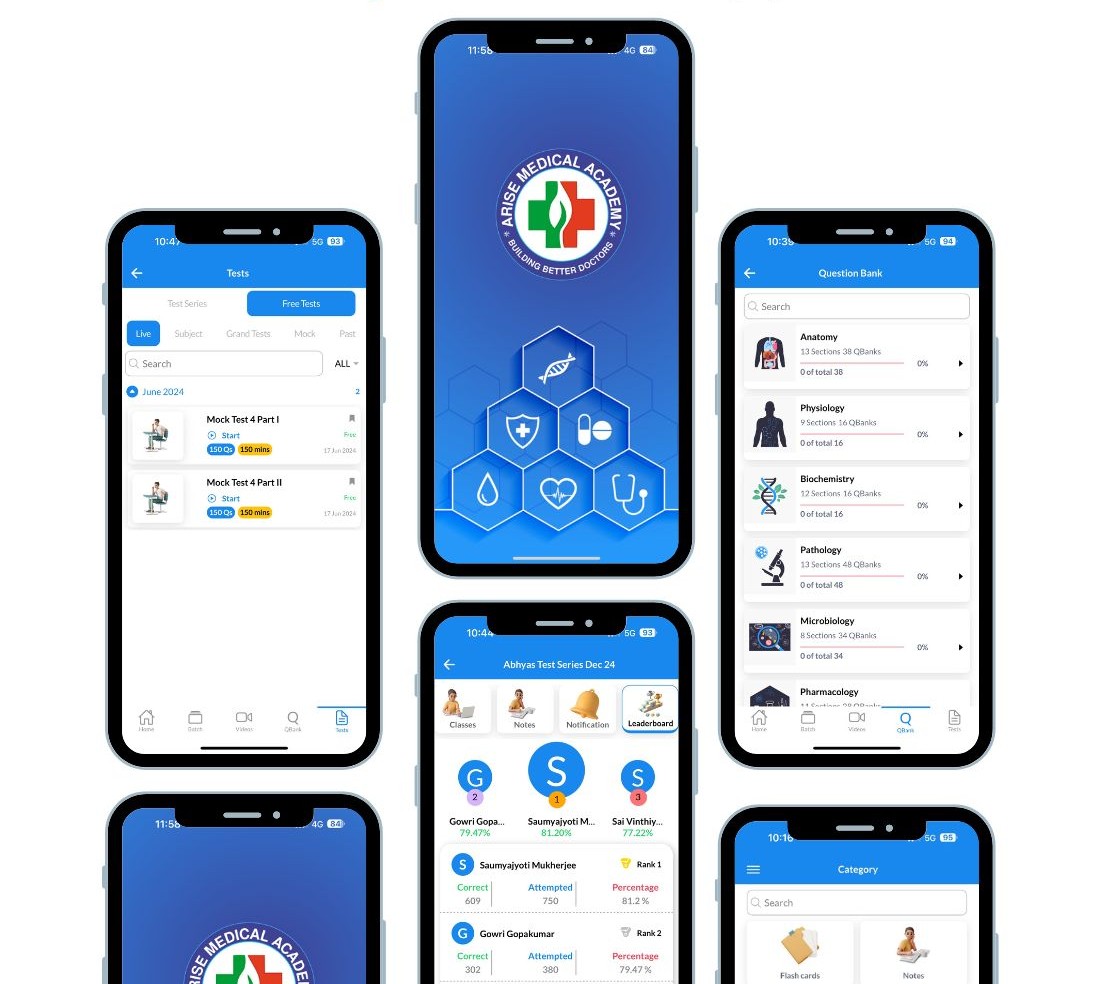 11:58
4G 84
ARISE MEDICAL ACADEMY
BUILDING BETTER DOCTORS
10:47
5G 93
Tests
Test Series
Free Tests
Live
Subject
Grand Tests
Mock
Past
Search
ALL
June 2024
2
Mock Test 4 Part I
Start
Free
150 Qs
150 mins
17 Jun 2024
Mock Test 4 Part II
Start
Free
150 Qs
150 mins
17 Jun 2024
Home
Batch
Videos
QBank
Tests
10:39
5G 94
Question Bank
Search
Anatomy
13 Sections 38 QBanks
0%
0 of total 38
Physiology
9 Sections 16 QBanks
0%
0 of total 16
Biochemistry
12 Sections 16 QBanks
0%
0 of total 16
Pathology
13 Sections 48 QBanks
0%
0 of total 48
Microbiology
8 Sections 34 QBanks
0%
0 of total 34
Pharmacology
Home
Batch
Videos
QBank
Tests
10:44
5G 93
Abhyas Test Series Dec 24
Classes
Notes
Notification
Leaderboard
G
2
S
1
S
3
Gowri Gopa...
79.47%
Saumyajyoti M...
81.20%
Sai Vinthiy...
77.22%
S
Saumyajyoti Mukherjee
Rank 1
Correct
Attempted
Percentage
609
750
81.2 %
G
Gowri Gopakumar
Rank 2
Correct
Attempted
Percentage
302
380
79.47 %
11:58
4G 84
10:16
5G 95
Category
Search
Flash cards
Notes